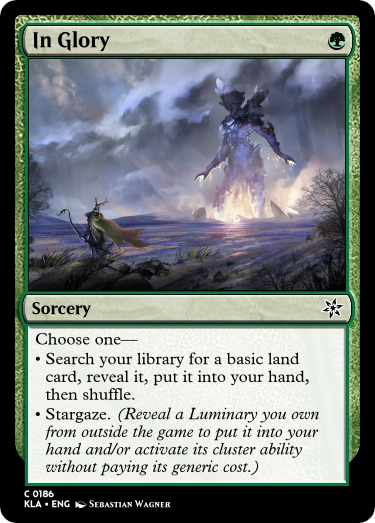 In Glory
Sorcery
Choose one—
• Search your library for a basic land
card, reveal it, put it into your hand,
then shuffle.
• Stargaze. (Reveal a Luminary you own
from outside the game to put it into your
hand and/or activate its cluster ability
without paying its generic cost.)
C 0186
KLA • ENG Sebastian Wagner